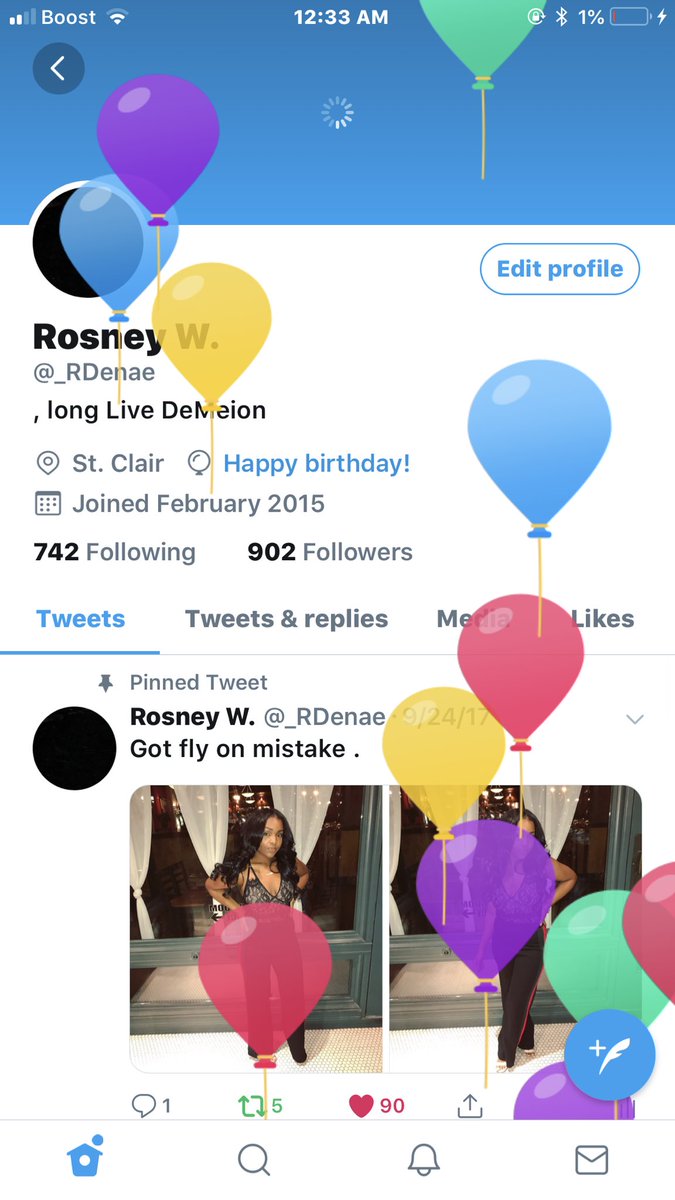 Boost 12:33 AM 1%
Edit profile
Rosney W.
@_RDenae
, long Live DeMeion
St. Clair Happy birthday!
Joined February 2015
742 Following 902 Followers
Tweets Tweets & replies Media Likes
Pinned Tweet
Rosney W. @_RDenae · 9/24/17
Got fly on mistake .
1 5 90